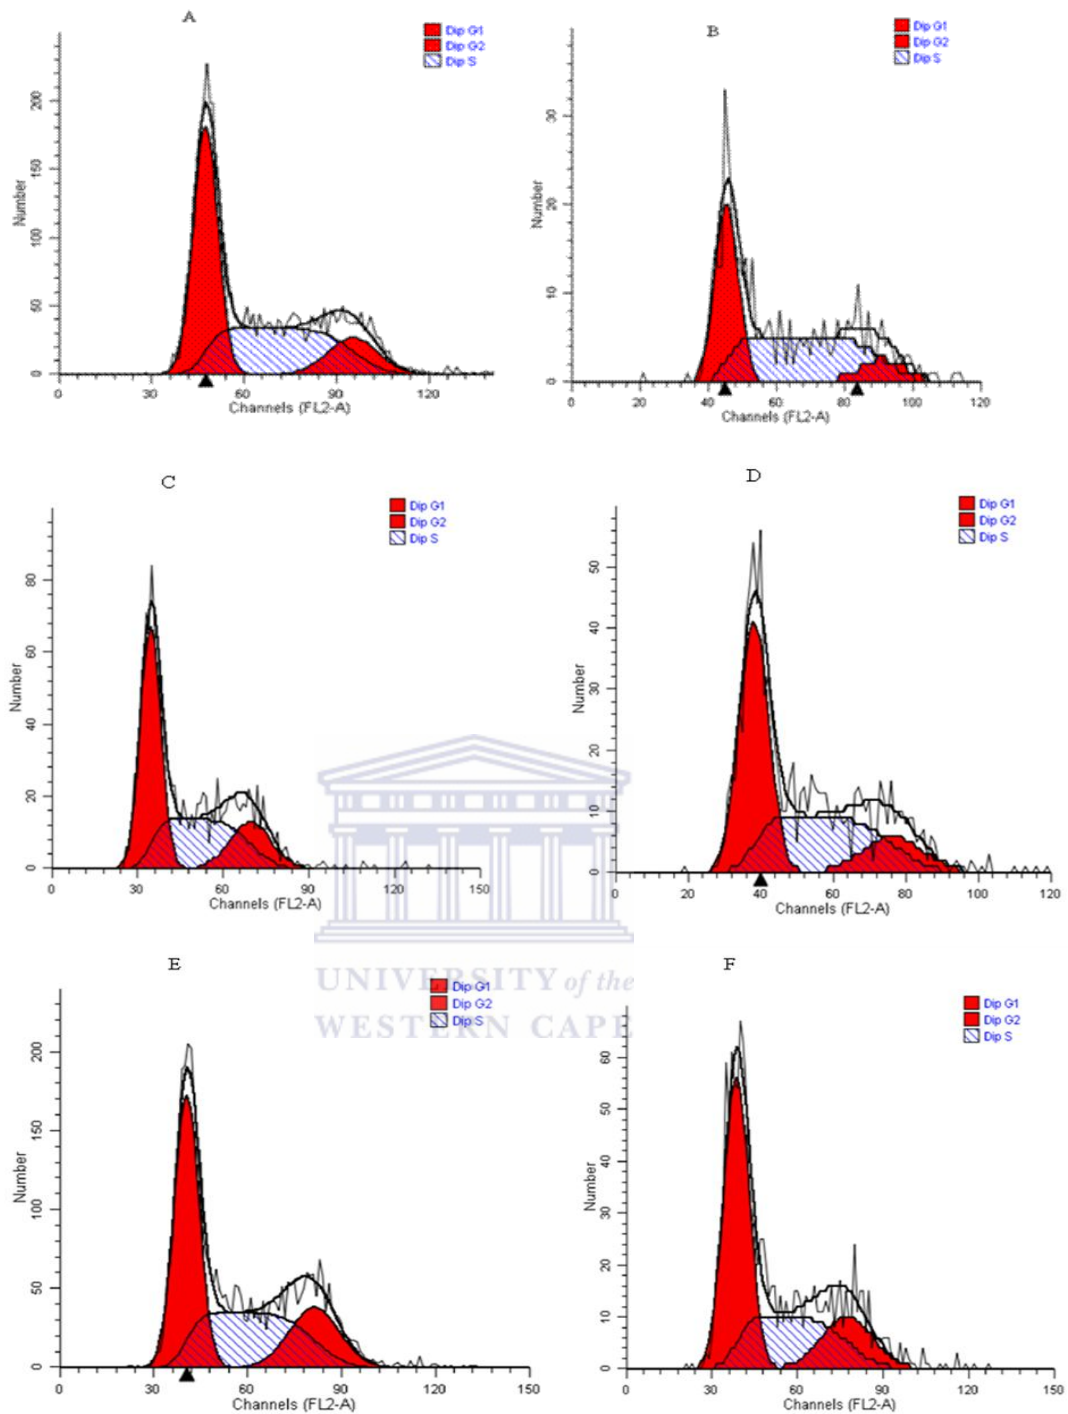 A
Dip G1
Dip G2
Dip S
Number
200
150
100
50
0
0 30 60 90 120
Channels (FL2-A)
B
Dip G1
Dip G2
Dip S
Number
30
20
10
0
0 20 40 60 80 100 120
Channels (FL2-A)
C
Dip G1
Dip G2
Dip S
Number
80
60
40
20
0
0 30 60 90 120 150
Channels (FL2-A)
D
Dip G1
Dip G2
Dip S
Number
50
40
30
20
10
0
0 20 40 60 80 100 120
Channels (FL2-A)
UNIVERSITY of the
WESTERN CAPE
E
Dip G1
Dip G2
Dip S
Number
200
150
100
50
0
0 30 60 90 120 150
Channels (FL2-A)
F
Dip G1
Dip G2
Dip S
Number
60
50
40
30
20
10
0
0 30 60 90 120 150
Channels (FL2-A)